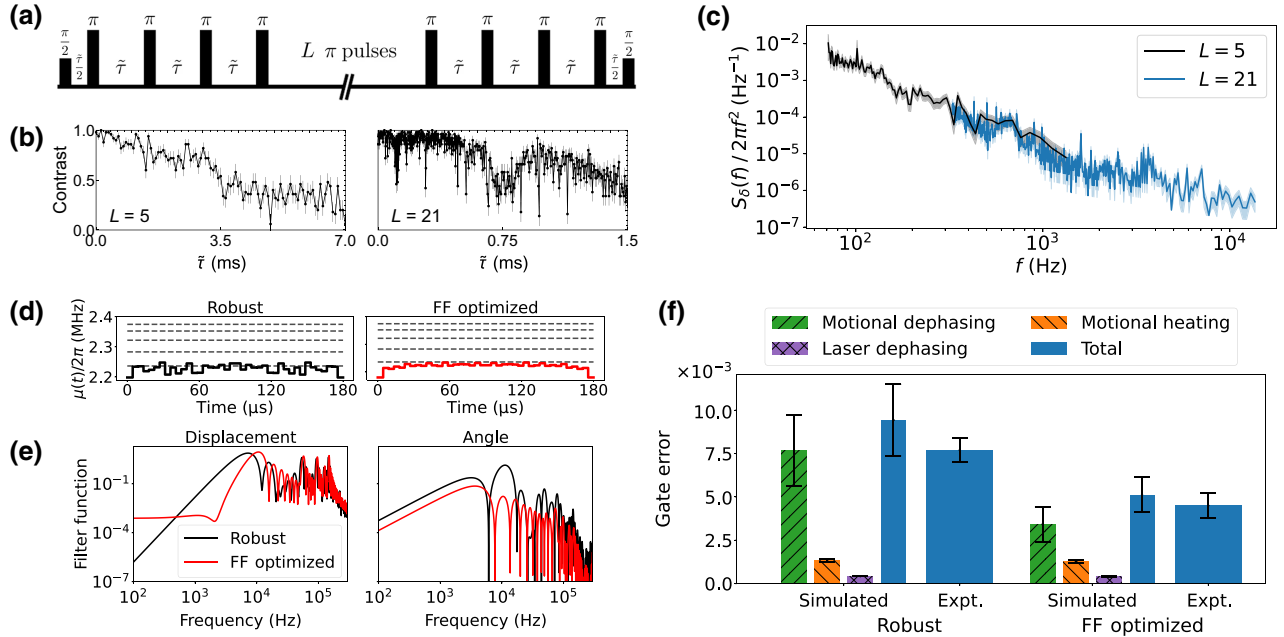 (a)
π π π π π π π π
π/2 τ̃/2 τ̃ τ̃ τ̃ L π pulses τ̃ τ̃ τ̃ τ̃/2 π/2
(b)
Contrast
1.0
0.5
0.0
L = 5
0.0 3.5 7.0
τ̃ (ms)
L = 21
0.0 0.75 1.5
τ̃ (ms)
(c)
S_δ(f) / 2πf² (Hz⁻¹)
10⁻²
10⁻³
10⁻⁴
10⁻⁵
10⁻⁶
10⁻⁷
L = 5
L = 21
10² 10³ 10⁴
f (Hz)
(d)
Robust
FF optimized
μ(t)/2π (MHz)
2.4
2.3
2.2
0 60 120 180
0 60 120 180
Time (μs)
Time (μs)
(e)
Displacement
Angle
Filter function
10⁻¹
10⁻⁴
10⁻⁷
Robust
FF optimized
10² 10³ 10⁴ 10⁵
10² 10³ 10⁴ 10⁵
Frequency (Hz)
Frequency (Hz)
(f)
Motional dephasing
Motional heating
Laser dephasing
Total
×10⁻³
Gate error
10.0
7.5
5.0
2.5
0.0
Simulated Expt. Simulated Expt.
Robust FF optimized